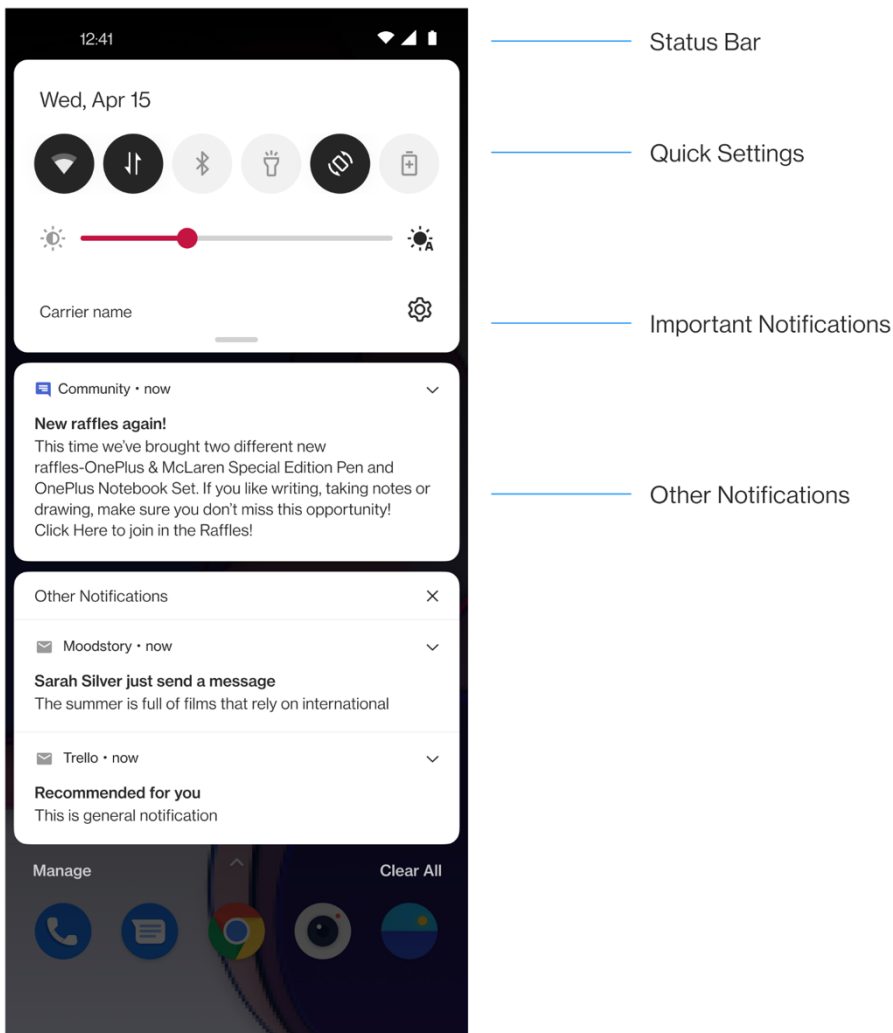 12:41
Status Bar
Wed, Apr 15
Quick Settings
A
Carrier name
Important Notifications
Community • now
New raffles again!
This time we've brought two different new
raffles-OnePlus & McLaren Special Edition Pen and
OnePlus Notebook Set. If you like writing, taking notes or
drawing, make sure you don't miss this opportunity!
Click Here to join in the Raffles!
Other Notifications
Other Notifications
Moodstory • now
Sarah Silver just send a message
The summer is full of films that rely on international
Trello • now
Recommended for you
This is general notification
Manage
Clear All